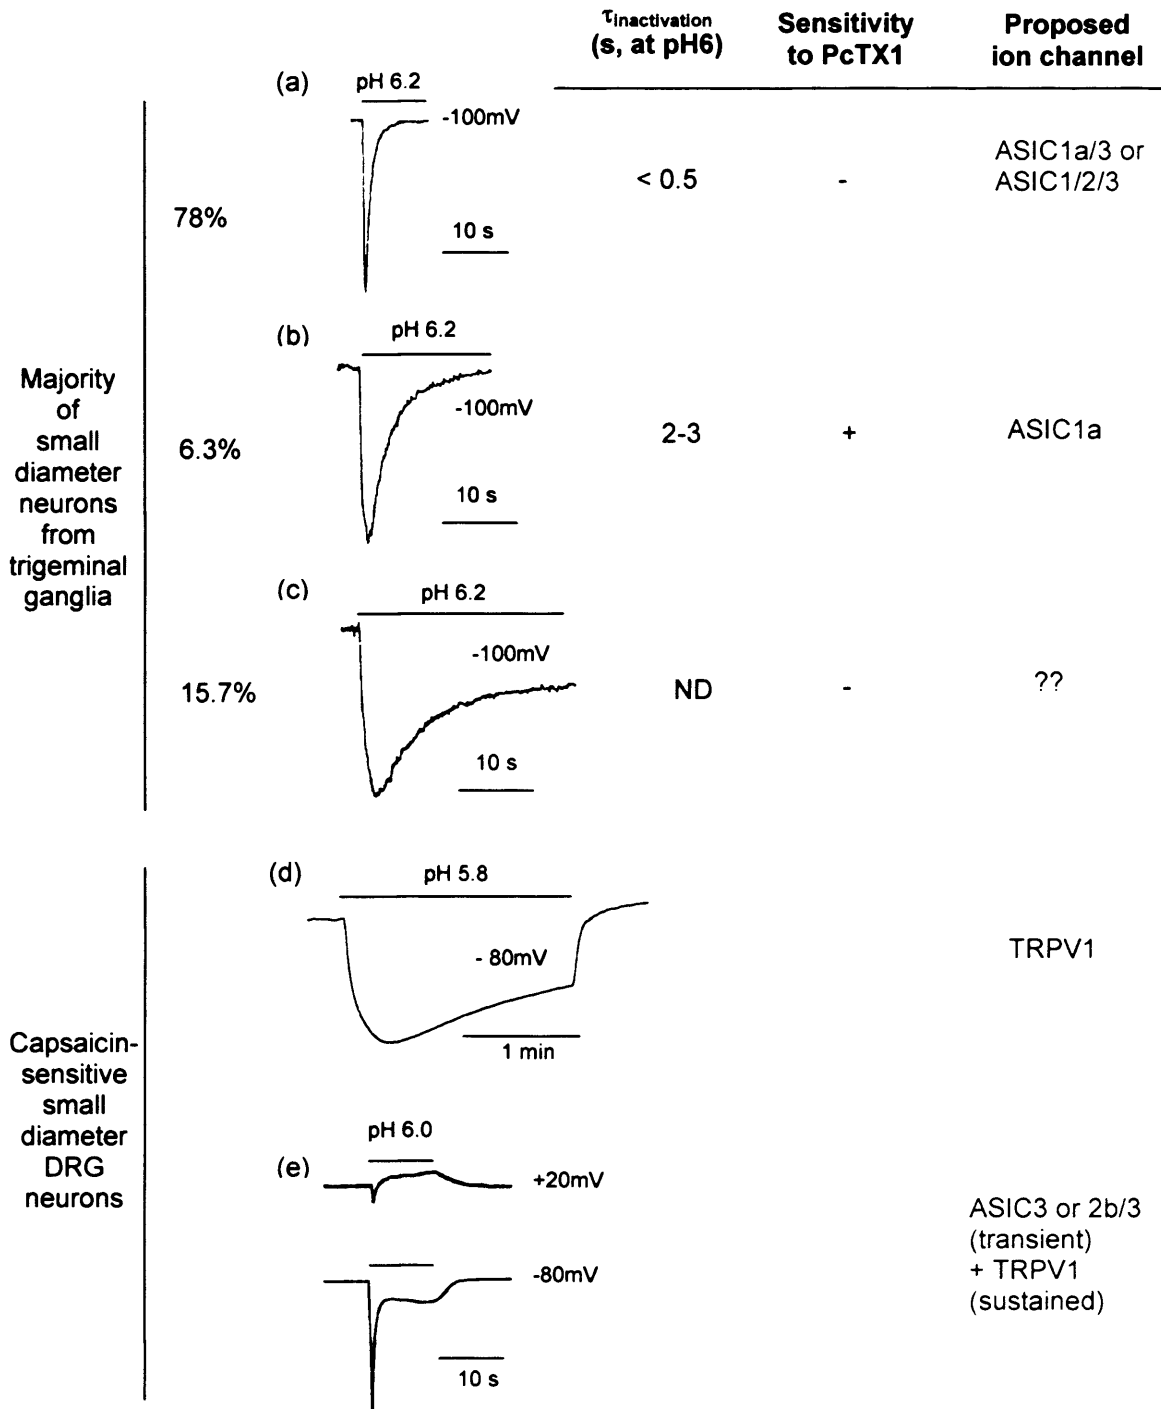 τinactivation
(s, at pH6)
Sensitivity
to PcTX1
Proposed
ion channel
(a)
pH 6.2
-100mV
10 s
78%
< 0.5
-
ASIC1a/3 or
ASIC1/2/3
(b)
pH 6.2
-100mV
10 s
6.3%
2-3
+
ASIC1a
Majority
of
small
diameter
neurons
from
trigeminal
ganglia
(c)
pH 6.2
-100mV
10 s
15.7%
ND
-
??
(d)
pH 5.8
- 80mV
1 min
TRPV1
Capsaicin-
sensitive
small
diameter
DRG
neurons
(e)
pH 6.0
+20mV
-80mV
10 s
ASIC3 or 2b/3
(transient)
+ TRPV1
(sustained)